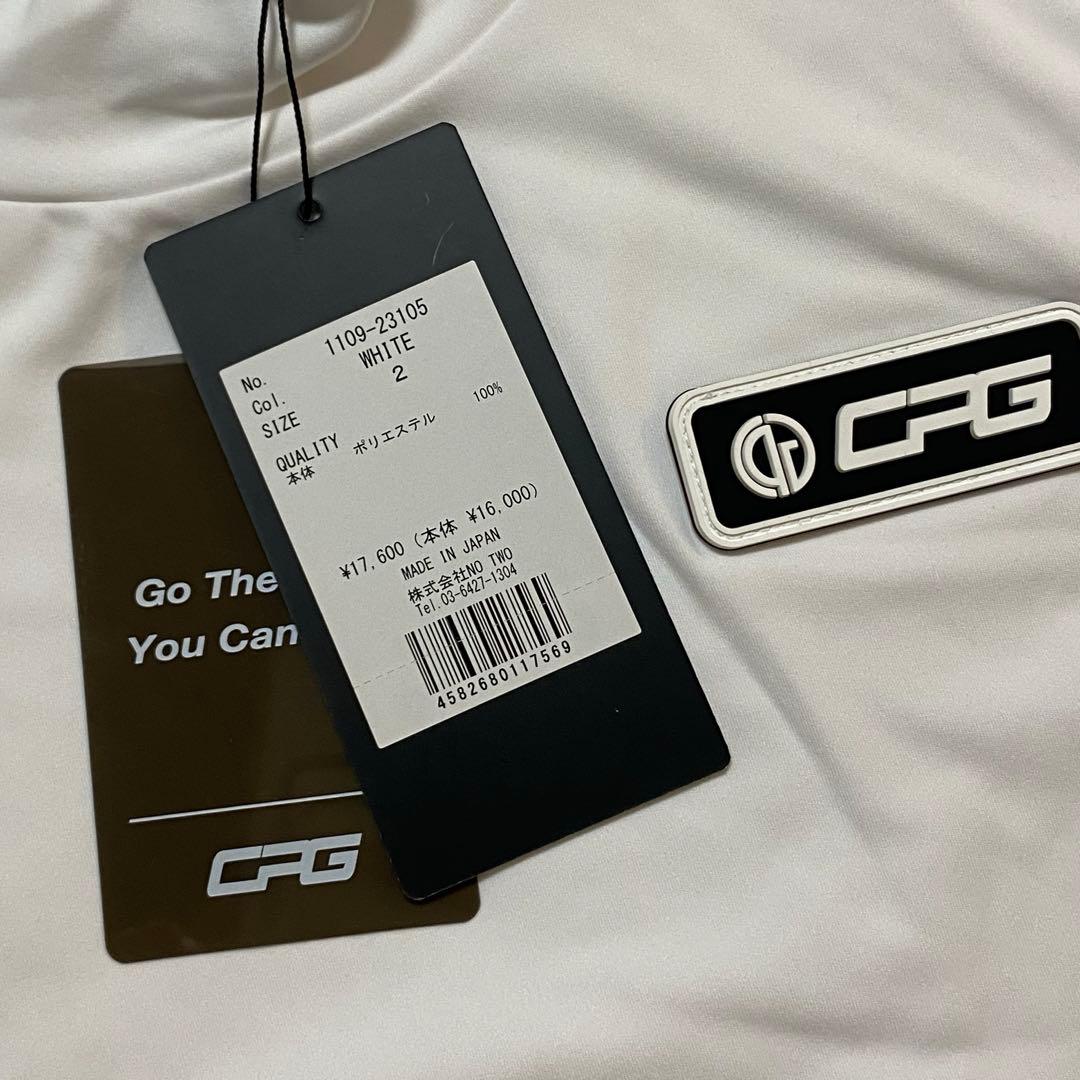 No. 1109-23105
Col. WHITE
SIZE 2
QUALITY
本体 ポリエステル 100%
¥17,600 (本体 ¥16,000)
MADE IN JAPAN
株式会社NO TWO
Tel.03-6427-1304
4582680117569
Go The
You Can
CPG
CPG